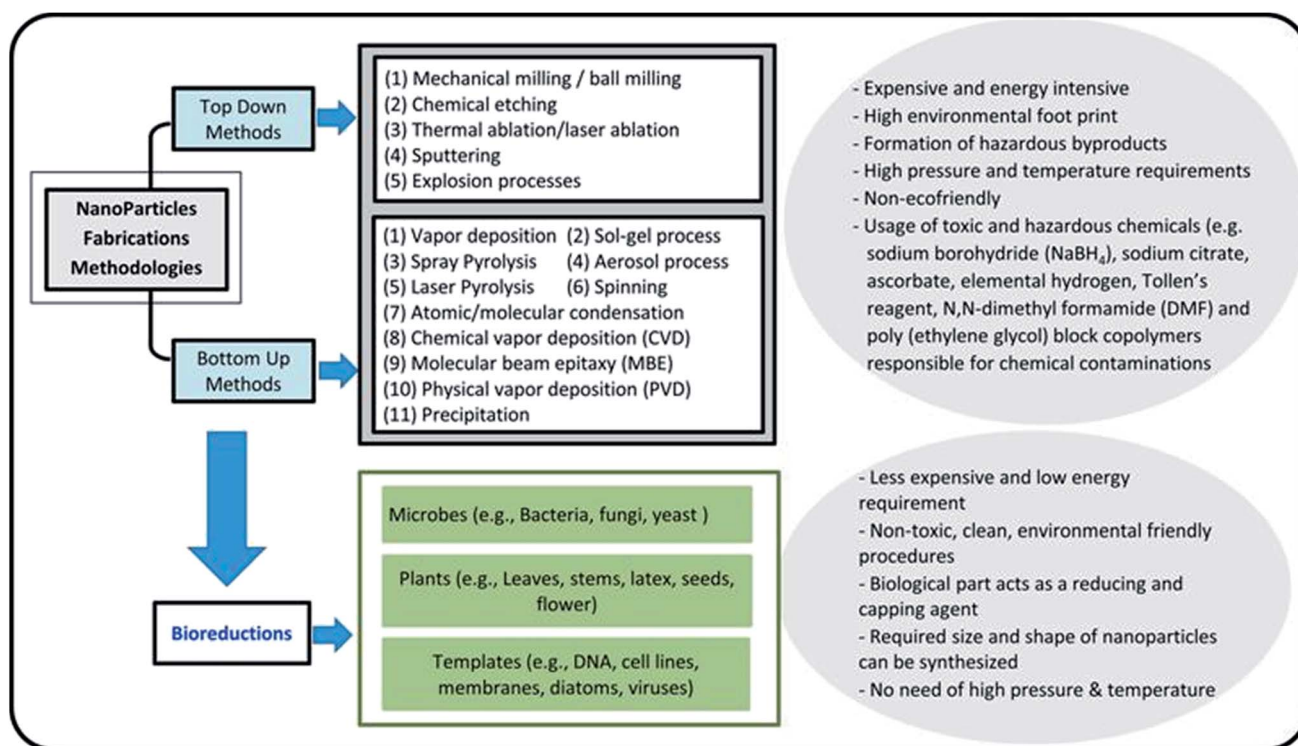 Top Down
Methods
NanoParticles
Fabrications
Methodologies
Bottom Up
Methods
Bioreductions
(1) Mechanical milling / ball milling
(2) Chemical etching
(3) Thermal ablation/laser ablation
(4) Sputtering
(5) Explosion processes
(1) Vapor deposition (2) Sol-gel process
(3) Spray Pyrolysis (4) Aerosol process
(5) Laser Pyrolysis (6) Spinning
(7) Atomic/molecular condensation
(8) Chemical vapor deposition (CVD)
(9) Molecular beam epitaxy (MBE)
(10) Physical vapor deposition (PVD)
(11) Precipitation
Microbes (e.g., Bacteria, fungi, yeast )
Plants (e.g., Leaves, stems, latex, seeds,
flower)
Templates (e.g., DNA, cell lines,
membranes, diatoms, viruses)
- Expensive and energy intensive
- High environmental foot print
- Formation of hazardous byproducts
- High pressure and temperature requirements
- Non-ecofriendly
- Usage of toxic and hazardous chemicals (e.g.
sodium borohydride (NaBH₄), sodium citrate,
ascorbate, elemental hydrogen, Tollen’s
reagent, N,N-dimethyl formamide (DMF) and
poly (ethylene glycol) block copolymers
responsible for chemical contaminations
- Less expensive and low energy
requirement
- Non-toxic, clean, environmental friendly
procedures
- Biological part acts as a reducing and
capping agent
- Required size and shape of nanoparticles
can be synthesized
- No need of high pressure & temperature